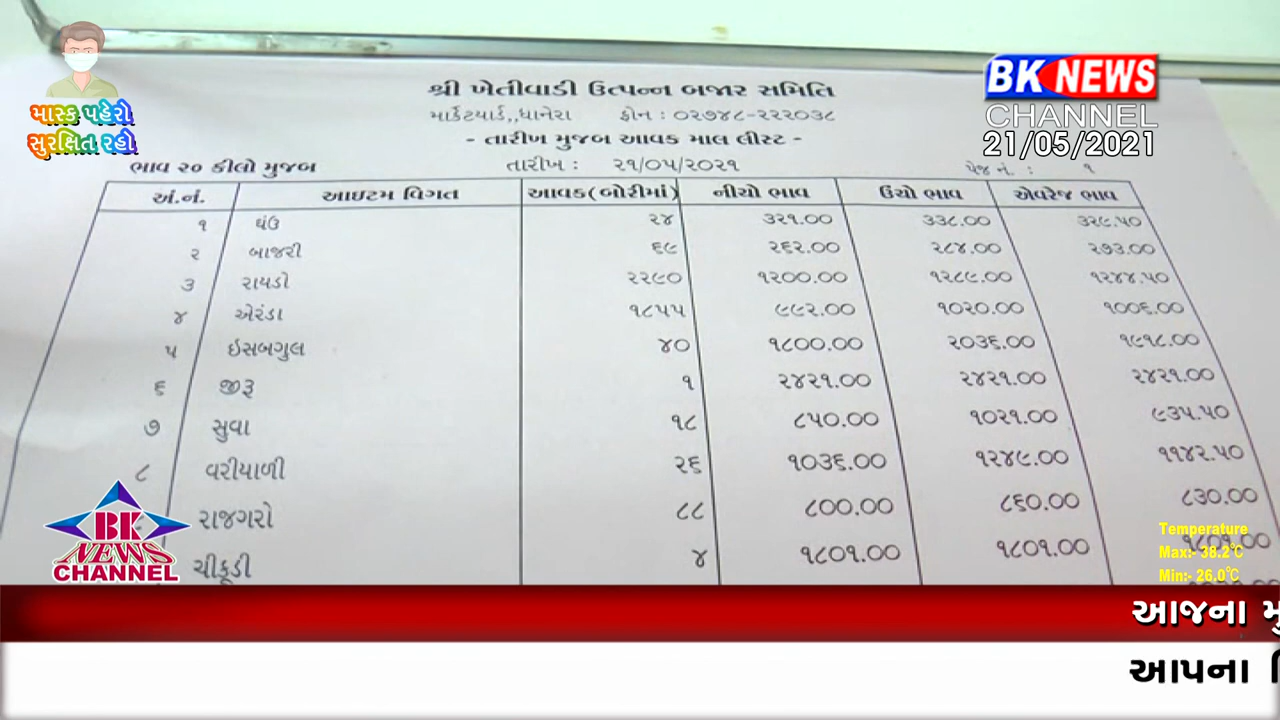 માસ્ક પહેરો
સુરક્ષિત રહો
BK NEWS
CHANNEL
21/05/2021
શ્રી ખેતીવાડી ઉત્પન્ન બજાર સમિતિ
માર્કેટયાર્ડ,,ધાનેરા ફોન : ૦૨૭૪૮-૨૨૨૦૩૮
- તારીખ મુજબ આવક માલ લીસ્ટ -
ભાવ ૨૦ કીલો મુજબ તારીખ : ૨૧/૦૫/૨૦૨૧ પેજ નં. : ૧
અં.નં. આઇટમ વિગત આવક(બોરીમાં) નીચો ભાવ ઉંચો ભાવ એવરેજ ભાવ
૧ ઘંઉ ૨૪ ૩૨૧.૦૦ ૩૩૮.૦૦ ૩૨૯.૫૦
૨ બાજરી ૬૯ ૨૬૨.૦૦ ૨૮૪.૦૦ ૨૭૩.૦૦
૩ રાયડો ૨૨૯૦ ૧૨૦૦.૦૦ ૧૨૮૯.૦૦ ૧૨૪૪.૫૦
૪ એરંડા ૧૮૫૫ ૯૯૨.૦૦ ૧૦૨૦.૦૦ ૧૦૦૬.૦૦
૫ ઇસબગુલ ૪૦ ૧૮૦૦.૦૦ ૨૦૩૬.૦૦ ૧૯૧૮.૦૦
૬ જીરૂ ૧ ૨૪૨૧.૦૦ ૨૪૨૧.૦૦ ૨૪૨૧.૦૦
૭ સુવા ૧૮ ૮૫૦.૦૦ ૧૦૨૧.૦૦ ૯૩૫.૫૦
૮ વરીયાળી ૨૬ ૧૦૩૬.૦૦ ૧૨૪૯.૦૦ ૧૧૪૨.૫૦
રાજગરો ૮૮ ૮૦૦.૦૦ ૮૬૦.૦૦ ૮૩૦.૦૦
ચીકૂડી ૪ ૧૮૦૧.૦૦ ૧૮૦૧.૦૦ ૧૮૦૧.૦૦
BK
NEWS
CHANNEL
Temperature
Max:- 38.2℃
Min:- 26.0℃
આજના
આપના